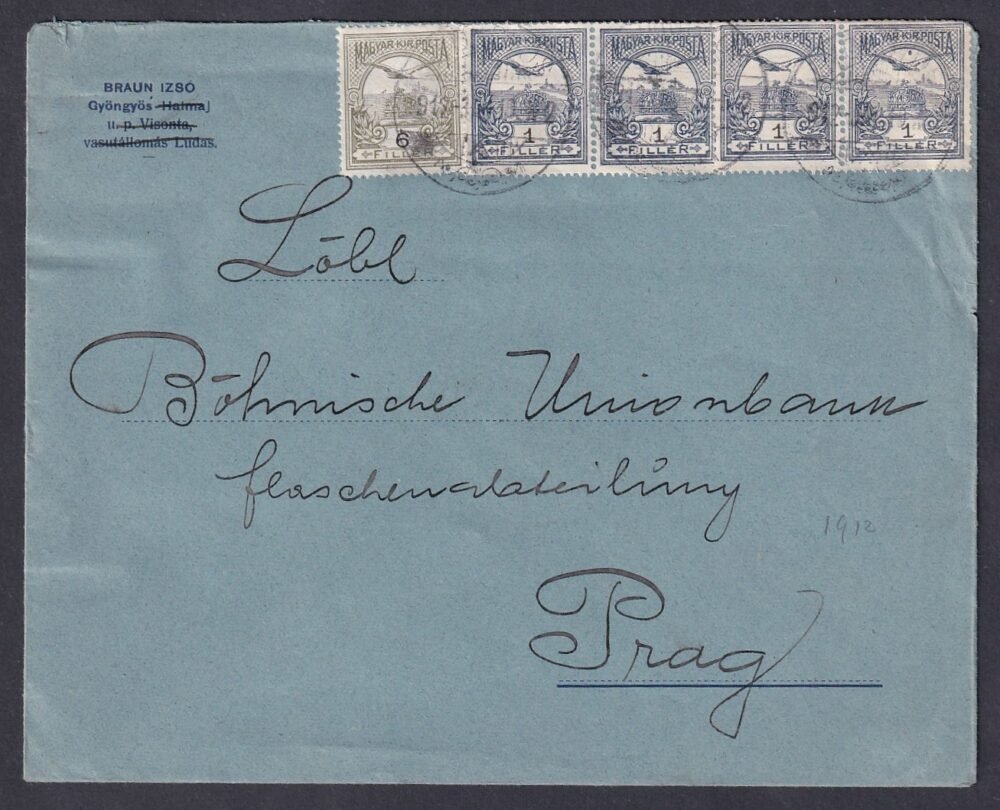 BRAUN IZSÓ
Gyöngyös Halmaj
u. p. Visonta,
vasútállomás Ludas.
MAGYAR·KIR·POSTA MAGYAR·KIR·POSTA MAGYAR·KIR·POSTA MAGYAR·KIR·POSTA MAGYAR·KIR·POSTA
6 1 1 1 1
FILLÉR FILLÉR FILLÉR FILLÉR FILLÉR
Löbl
Böhmische Unionbank
flaschenabteilung
1912
Prag